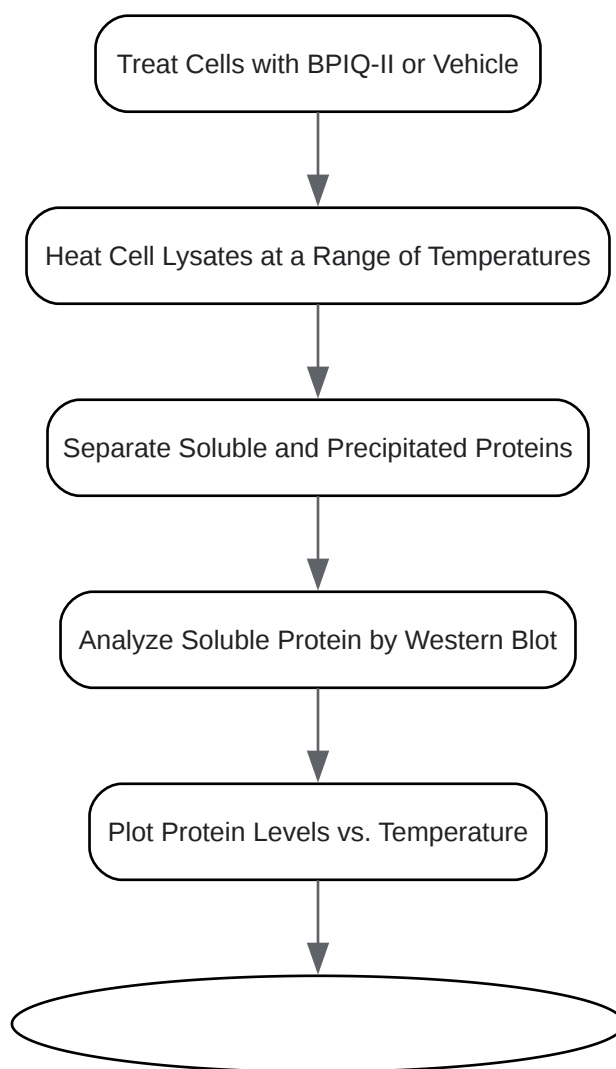 Treat Cells with BPIQ-II or Vehicle
Heat Cell Lysates at a Range of Temperatures
Separate Soluble and Precipitated Proteins
Analyze Soluble Protein by Western Blot
Plot Protein Levels vs. Temperature